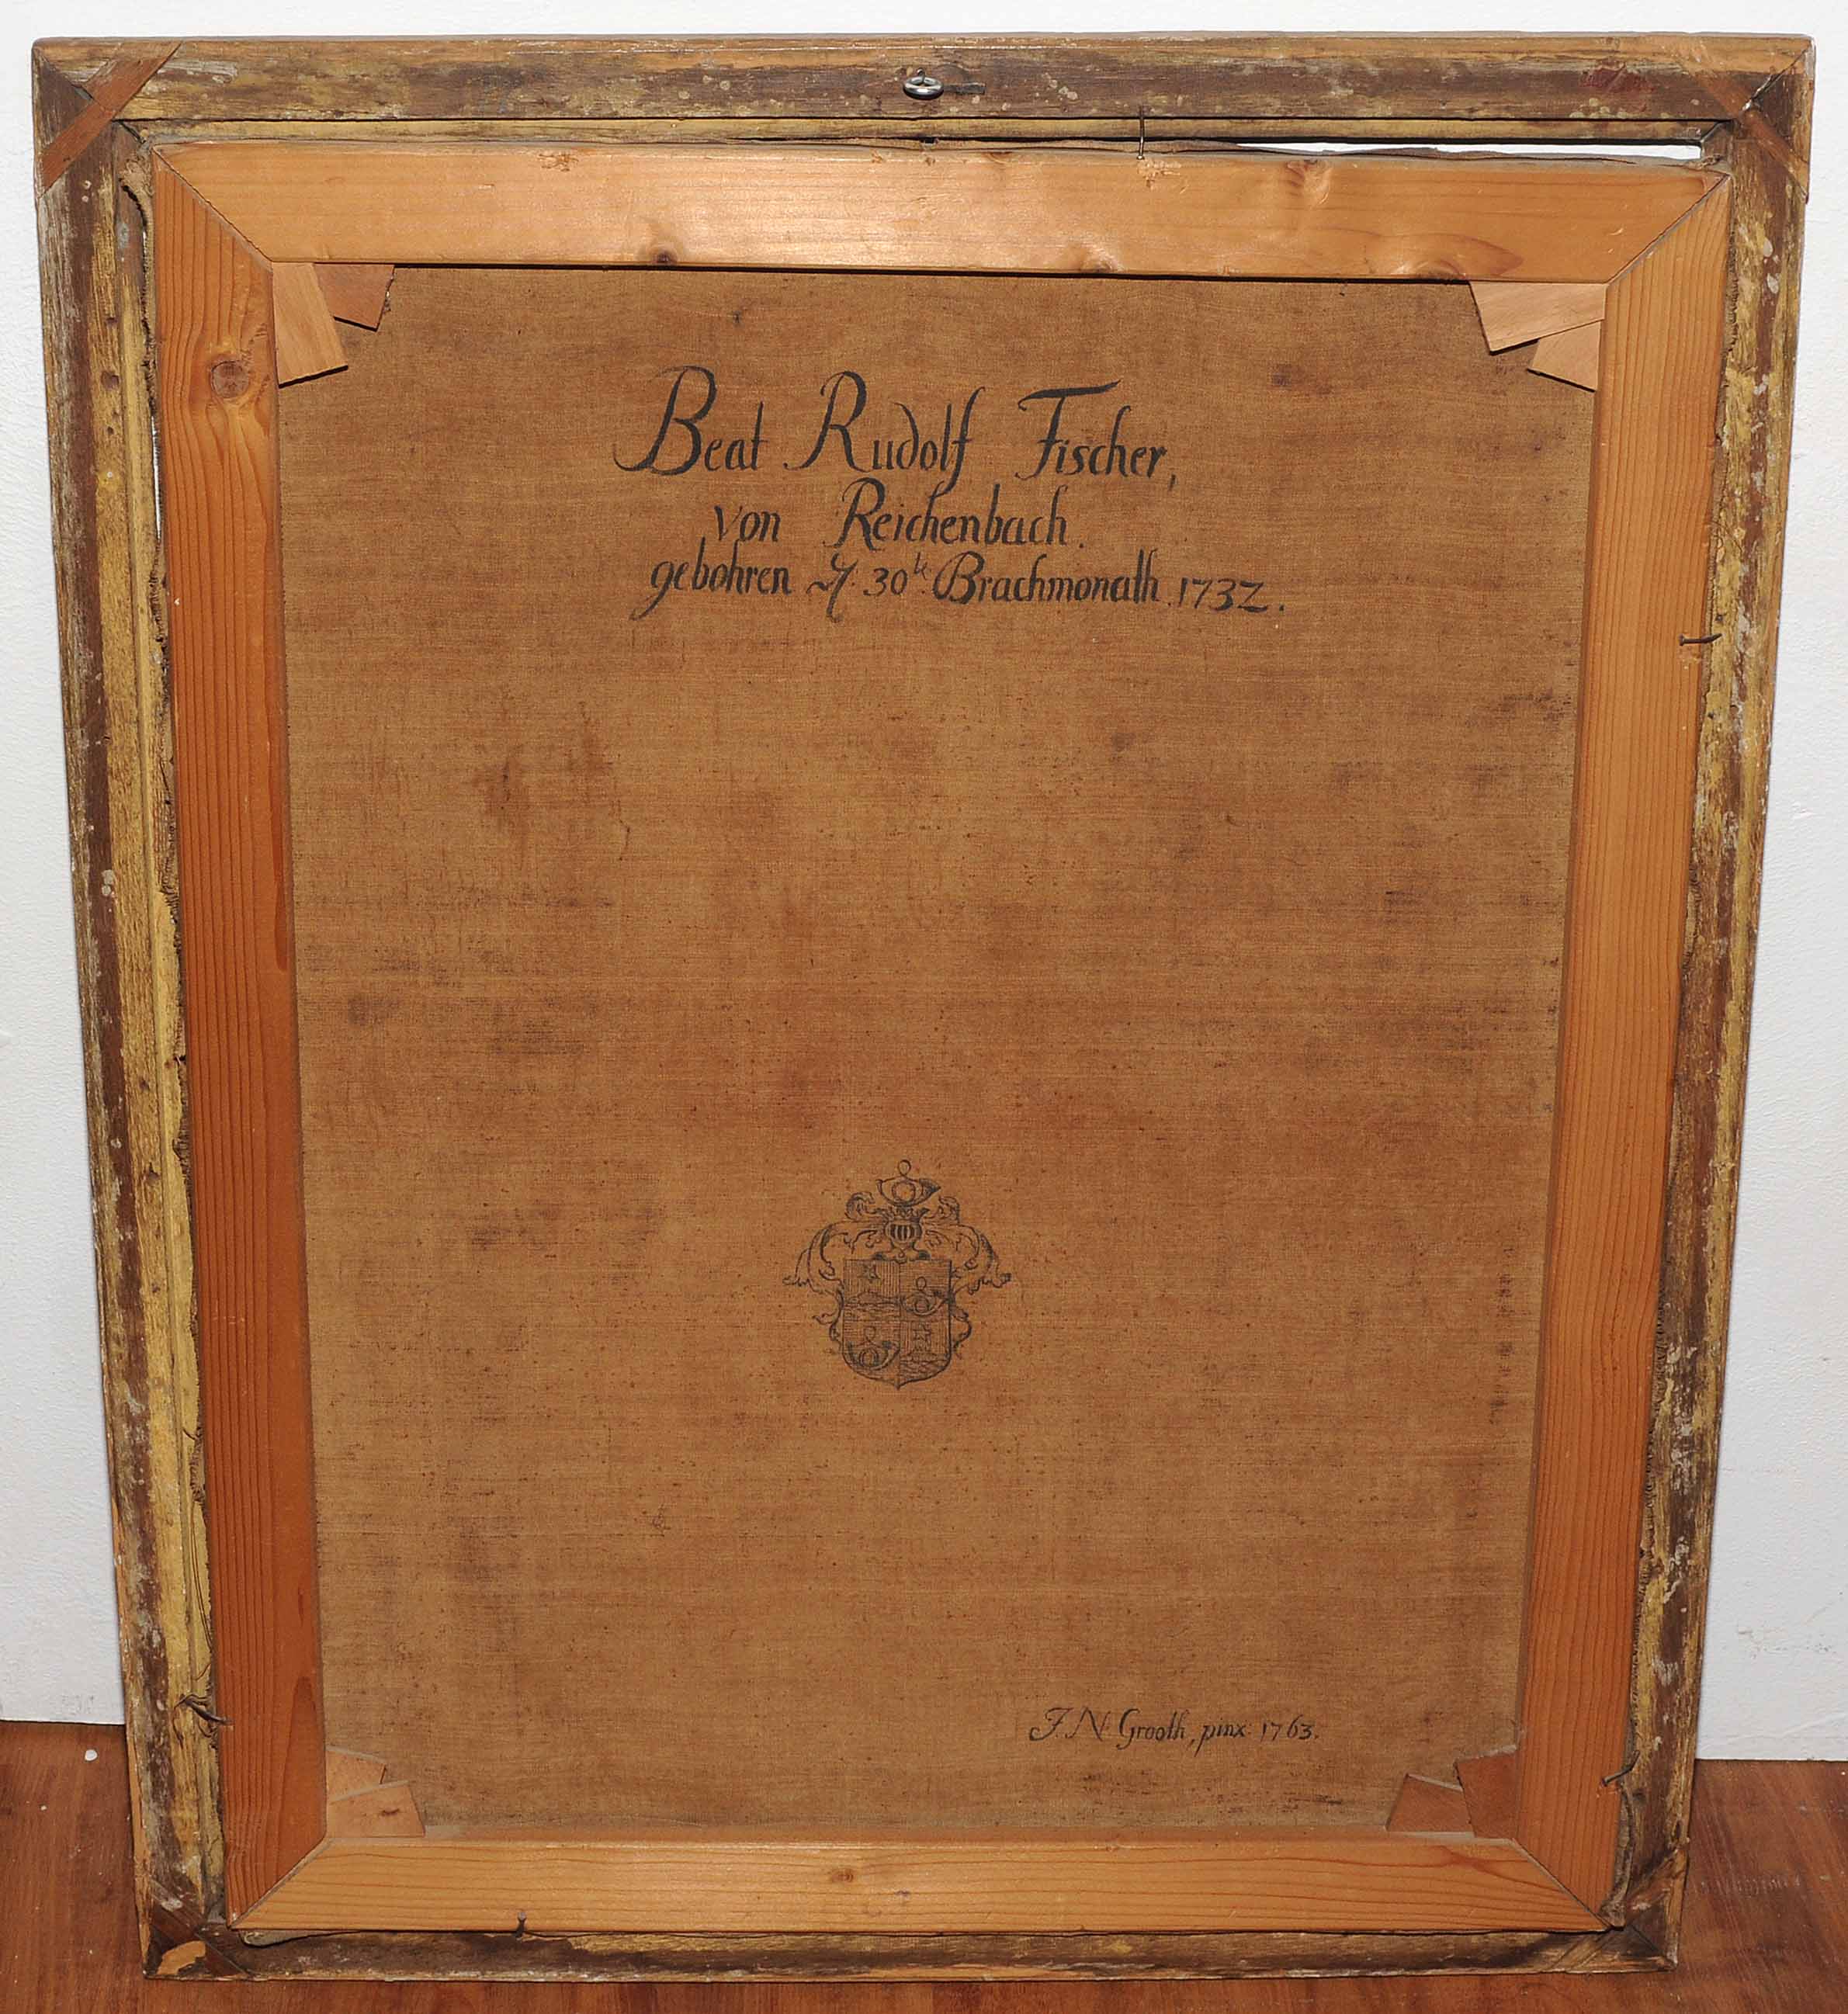 Beat Rudolf Fischer,
von Reichenbach.
gebohren 30t. Brachmonath 1732.
J. N. Grooth, pinx: 1763.